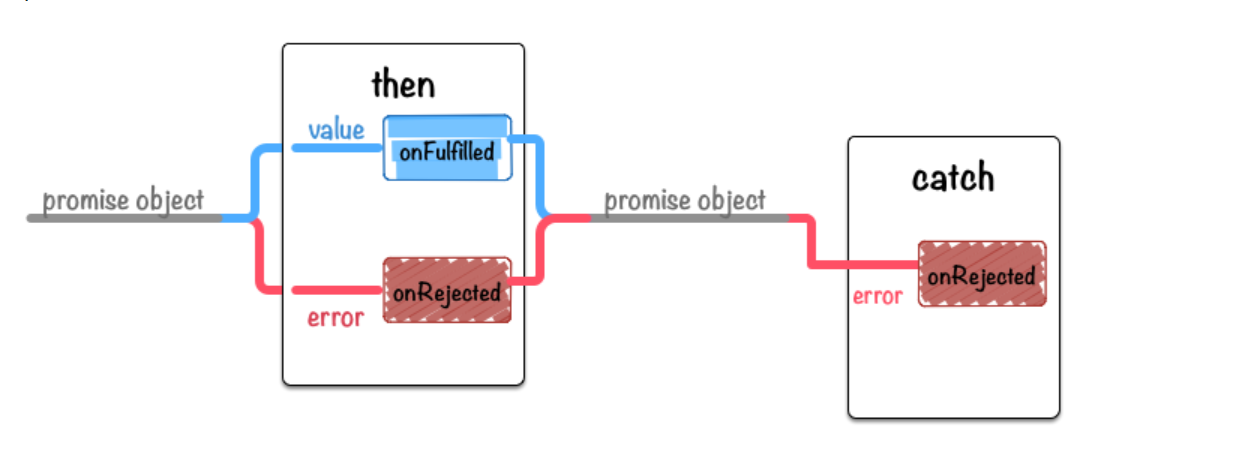 then
value
onFulfilled
promise object
onRejected
error
promise object
catch
onRejected
error